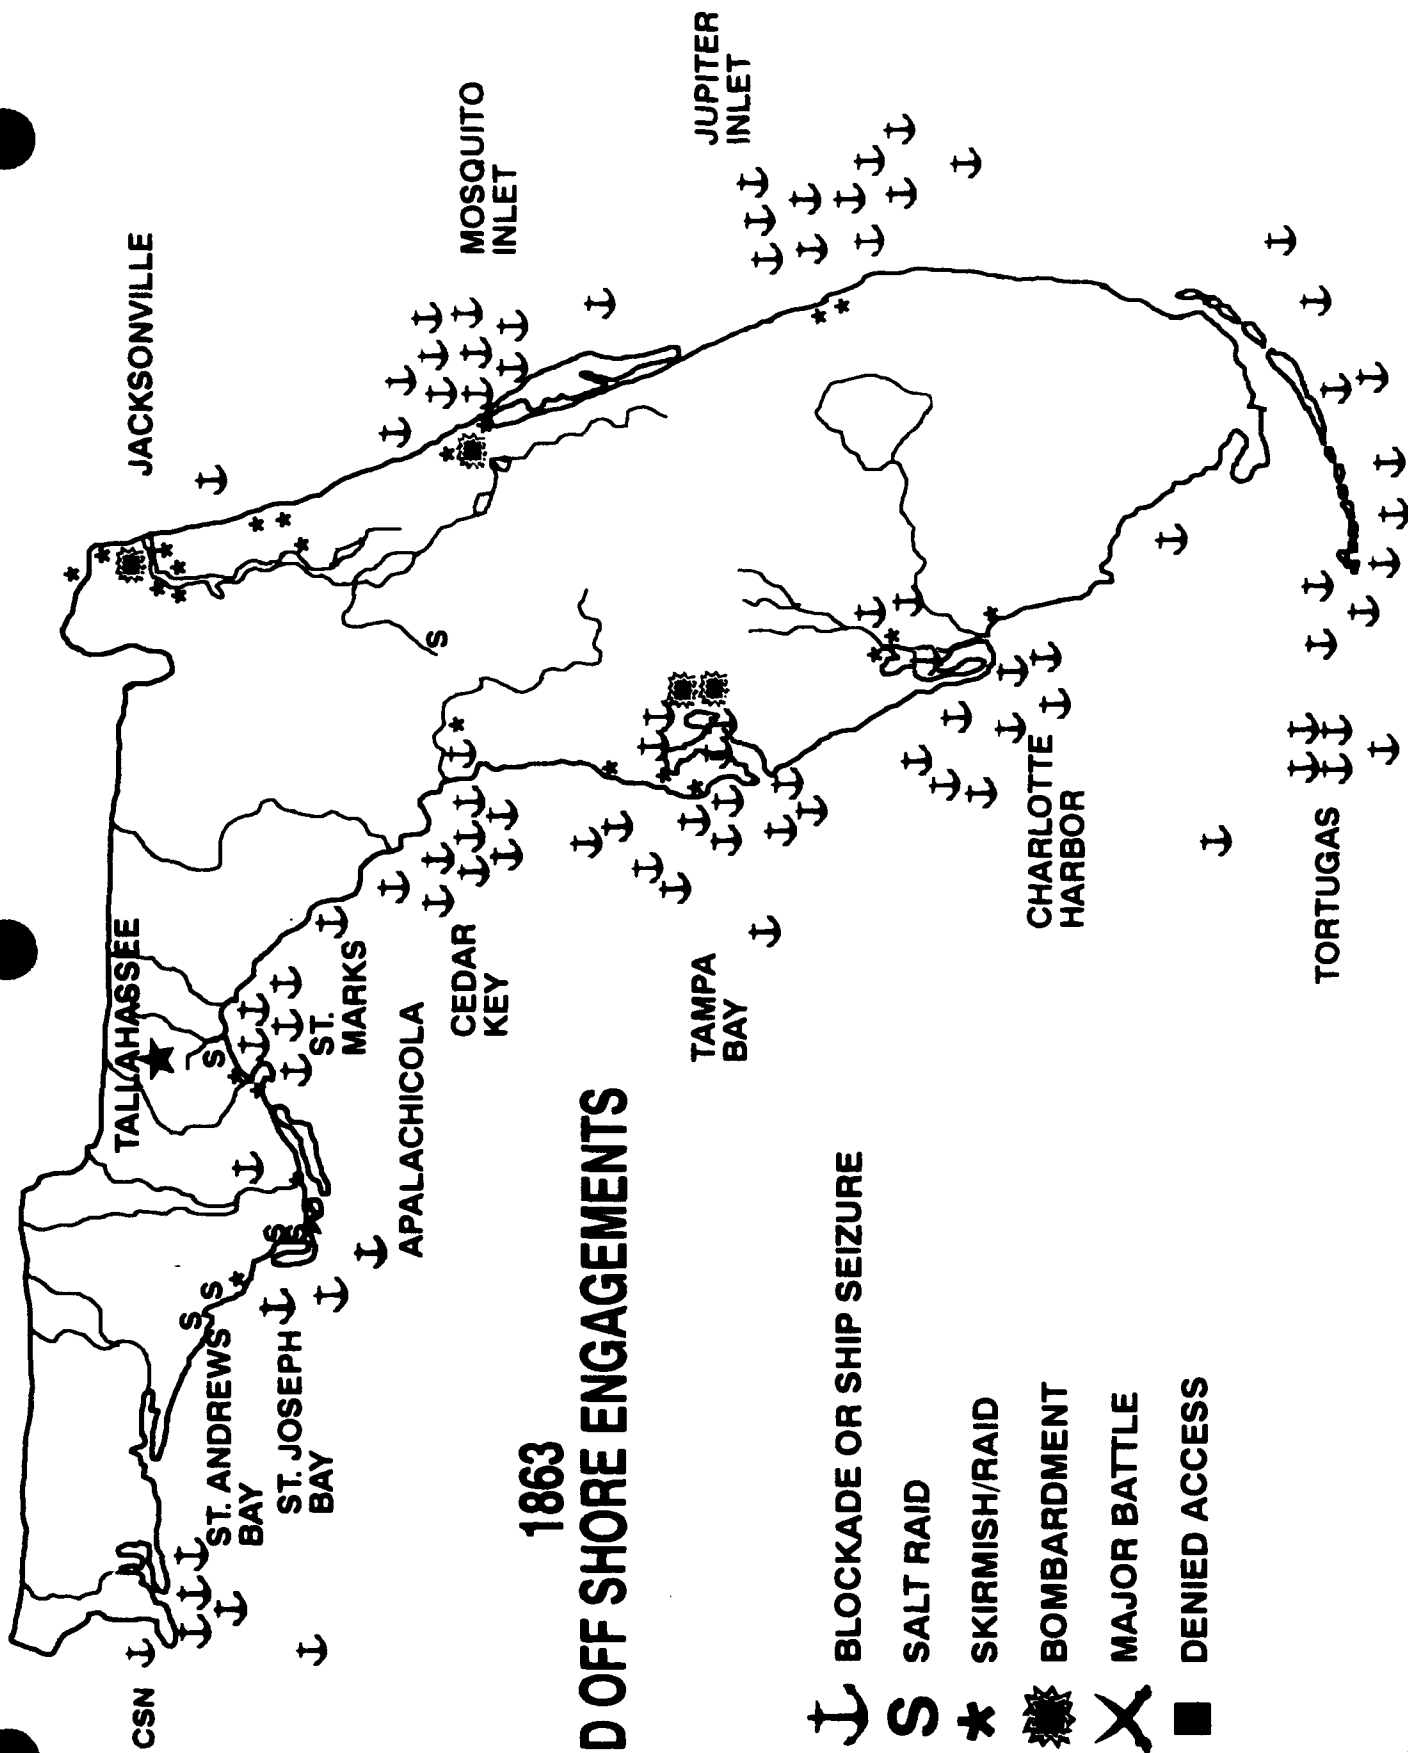 1863
D OFF SHORE ENGAGEMENTS
JACKSONVILLE
MOSQUITO
INLET
JUPITER
INLET
TALLAHASSEE
ST.
MARKS
APALACHICOLA
CEDAR
KEY
TAMPA
BAY
CHARLOTTE
HARBOR
TORTUGAS
CSN
ST. ANDREWS
BAY
ST. JOSEPH
BAY
S
S
S
S
S
S
BLOCKADE OR SHIP SEIZURE
S SALT RAID
* SKIRMISH/RAID
BOMBARDMENT
MAJOR BATTLE
DENIED ACCESS